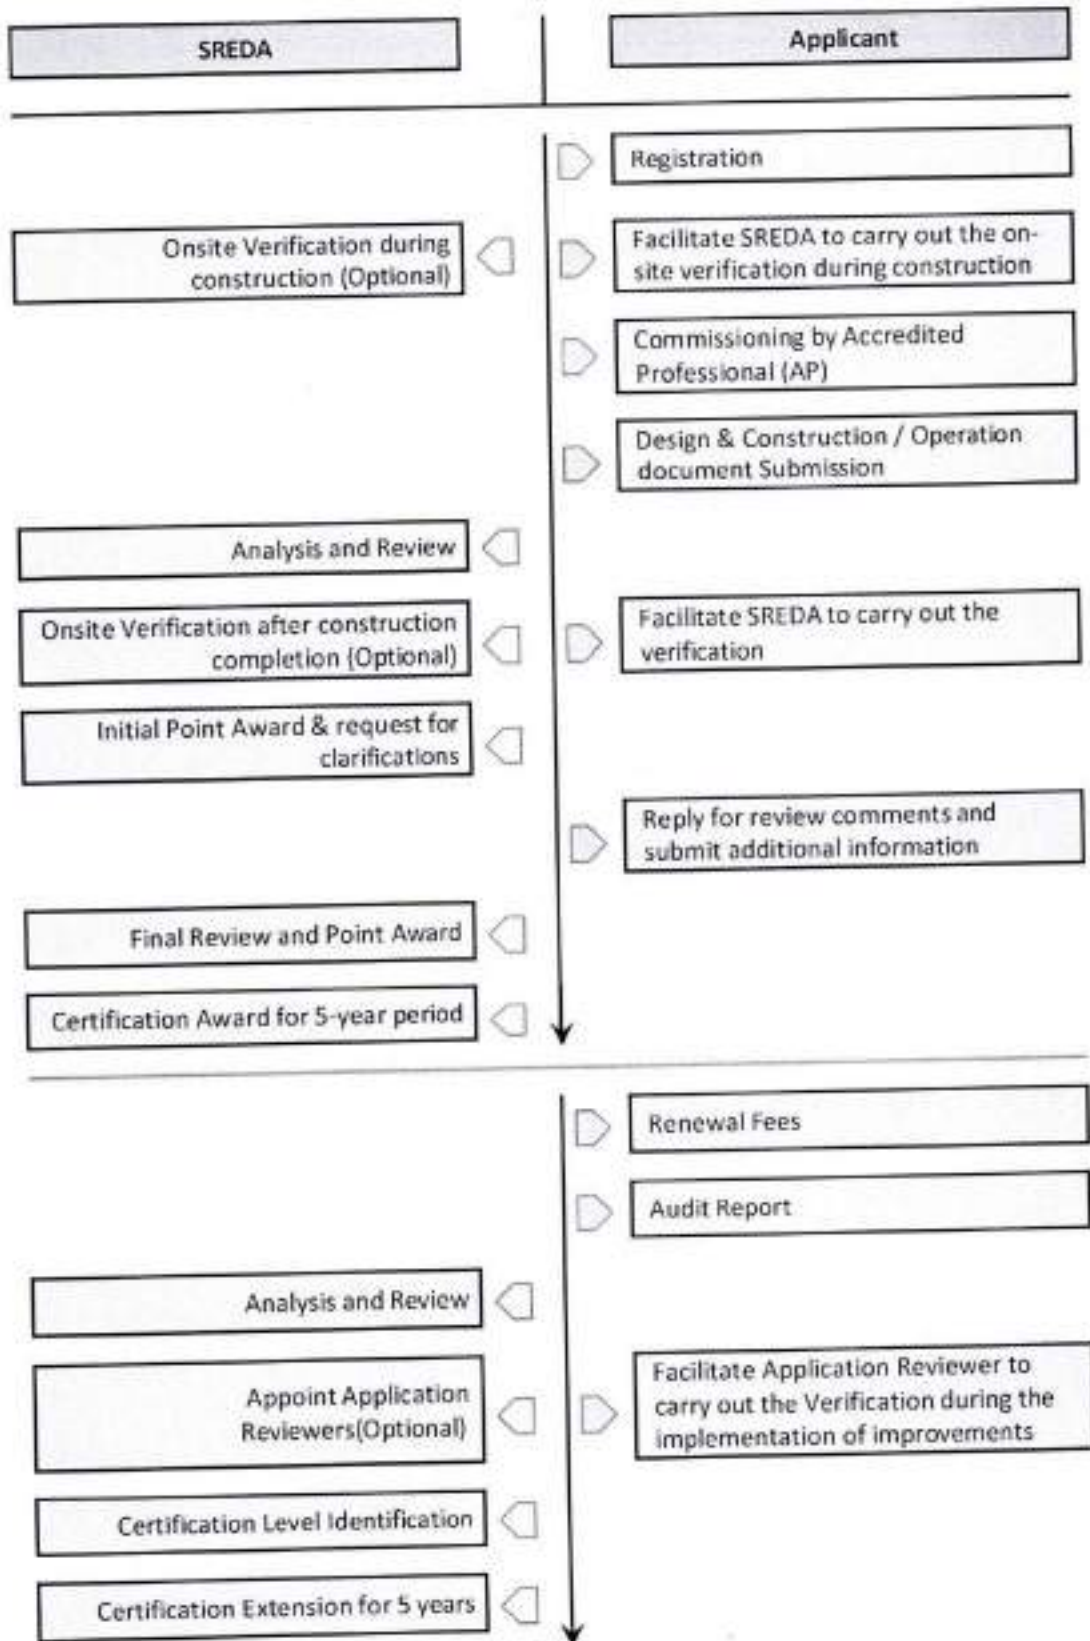 SREDA
Applicant
Registration
Onsite Verification during
construction (Optional)
Facilitate SREDA to carry out the on-
site verification during construction
Commissioning by Accredited
Professional (AP)
Design & Construction / Operation
document Submission
Analysis and Review
Onsite Verification after construction
completion (Optional)
Facilitate SREDA to carry out the
verification
Initial Point Award & request for
clarifications
Reply for review comments and
submit additional information
Final Review and Point Award
Certification Award for 5-year period
Renewal Fees
Audit Report
Analysis and Review
Appoint Application
Reviewers(Optional)
Facilitate Application Reviewer to
carry out the Verification during the
implementation of improvements
Certification Level Identification
Certification Extension for 5 years